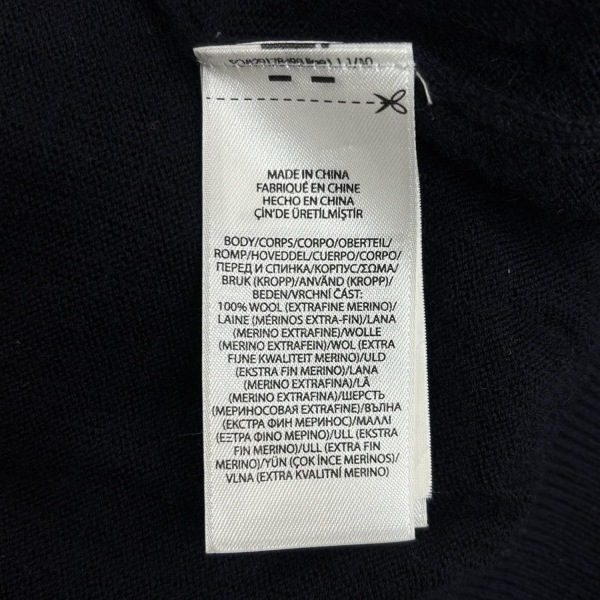 MADE IN CHINA
FABRIQUÉ EN CHINE
HECHO EN CHINA
ÇİN'DE ÜRETİLMİŞTİR
BODY/CORPS/CORPO/OBERTEIL/
ROMP/HOVEDDEL/CUERPO/CORPO/
ПЕРЕД И СПИНКА/КОРПУС/ΣΩΜΑ/
BRUK (KROPP)/ANVÄND (KROPP)/
BEDEN/VRCHNÍ ČÁST:
100% WOOL (EXTRAFINE MERINO)/
LAINE (MÉRINOS EXTRA-FIN)/LANA
(MERINO EXTRAFINE)/WOLLE
(MERINO EXTRAFEIN)/WOL (EXTRA
FIJNE KWALITEIT MERINO)/ULD
(EKSTRA FIN MERINO)/LANA
(MERINO EXTRAFINA)/LÃ
(MERINO EXTRAFINA)/ШЕРСТЬ
(МЕРИНОСОВАЯ EXTRAFINE)/ВЪЛНА
(ЕКСТРА ФИН МЕРИНОС)/ΜΑΛΛΙ
(ΕΞΤΡΑ ΦΙΝΟ ΜΕΡΙΝΟ)/ULL (EKSTRA
FIN MERINO)/ULL (EXTRA FIN
MERINO)/YÜN (ÇOK İNCE MERINOS)/
VLNA (EXTRA KVALITNÍ MERINO)